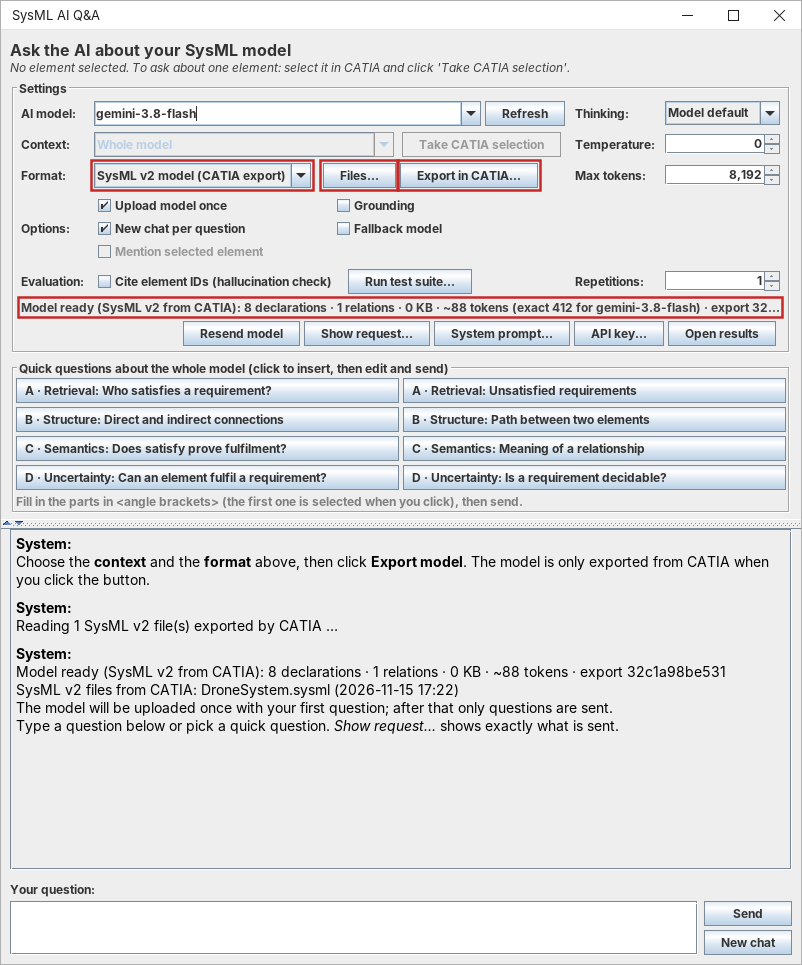 SysML AI Q&A
Ask the AI about your SysML model
No element selected. To ask about one element: select it in CATIA and click 'Take CATIA selection'.
Settings
AI model: gemini-3.8-flash Refresh Thinking: Model default
Context: Whole model Take CATIA selection Temperature: 0
Format: SysML v2 model (CATIA export) Files... Export in CATIA... Max tokens: 8,192
Upload model once Grounding
Options: New chat per question Fallback model
Mention selected element
Evaluation: Cite element IDs (hallucination check) Run test suite... Repetitions: 1
Model ready (SysML v2 from CATIA): 8 declarations · 1 relations · 0 KB · ~88 tokens (exact 412 for gemini-3.8-flash) · export 32...
Resend model Show request... System prompt... API key... Open results
Quick questions about the whole model (click to insert, then edit and send)
A · Retrieval: Who satisfies a requirement? A · Retrieval: Unsatisfied requirements
B · Structure: Direct and indirect connections B · Structure: Path between two elements
C · Semantics: Does satisfy prove fulfilment? C · Semantics: Meaning of a relationship
D · Uncertainty: Can an element fulfil a requirement? D · Uncertainty: Is a requirement decidable?
Fill in the parts in <angle brackets> (the first one is selected when you click), then send.
System:
Choose the context and the format above, then click Export model. The model is only exported from CATIA when
you click the button.
System:
Reading 1 SysML v2 file(s) exported by CATIA ...
System:
Model ready (SysML v2 from CATIA): 8 declarations · 1 relations · 0 KB · ~88 tokens · export 32c1a98be531
SysML v2 files from CATIA: DroneSystem.sysml (2026-11-15 17:22)
The model will be uploaded once with your first question; after that only questions are sent.
Type a question below or pick a quick question. Show request... shows exactly what is sent.
Your question:
Send
New chat